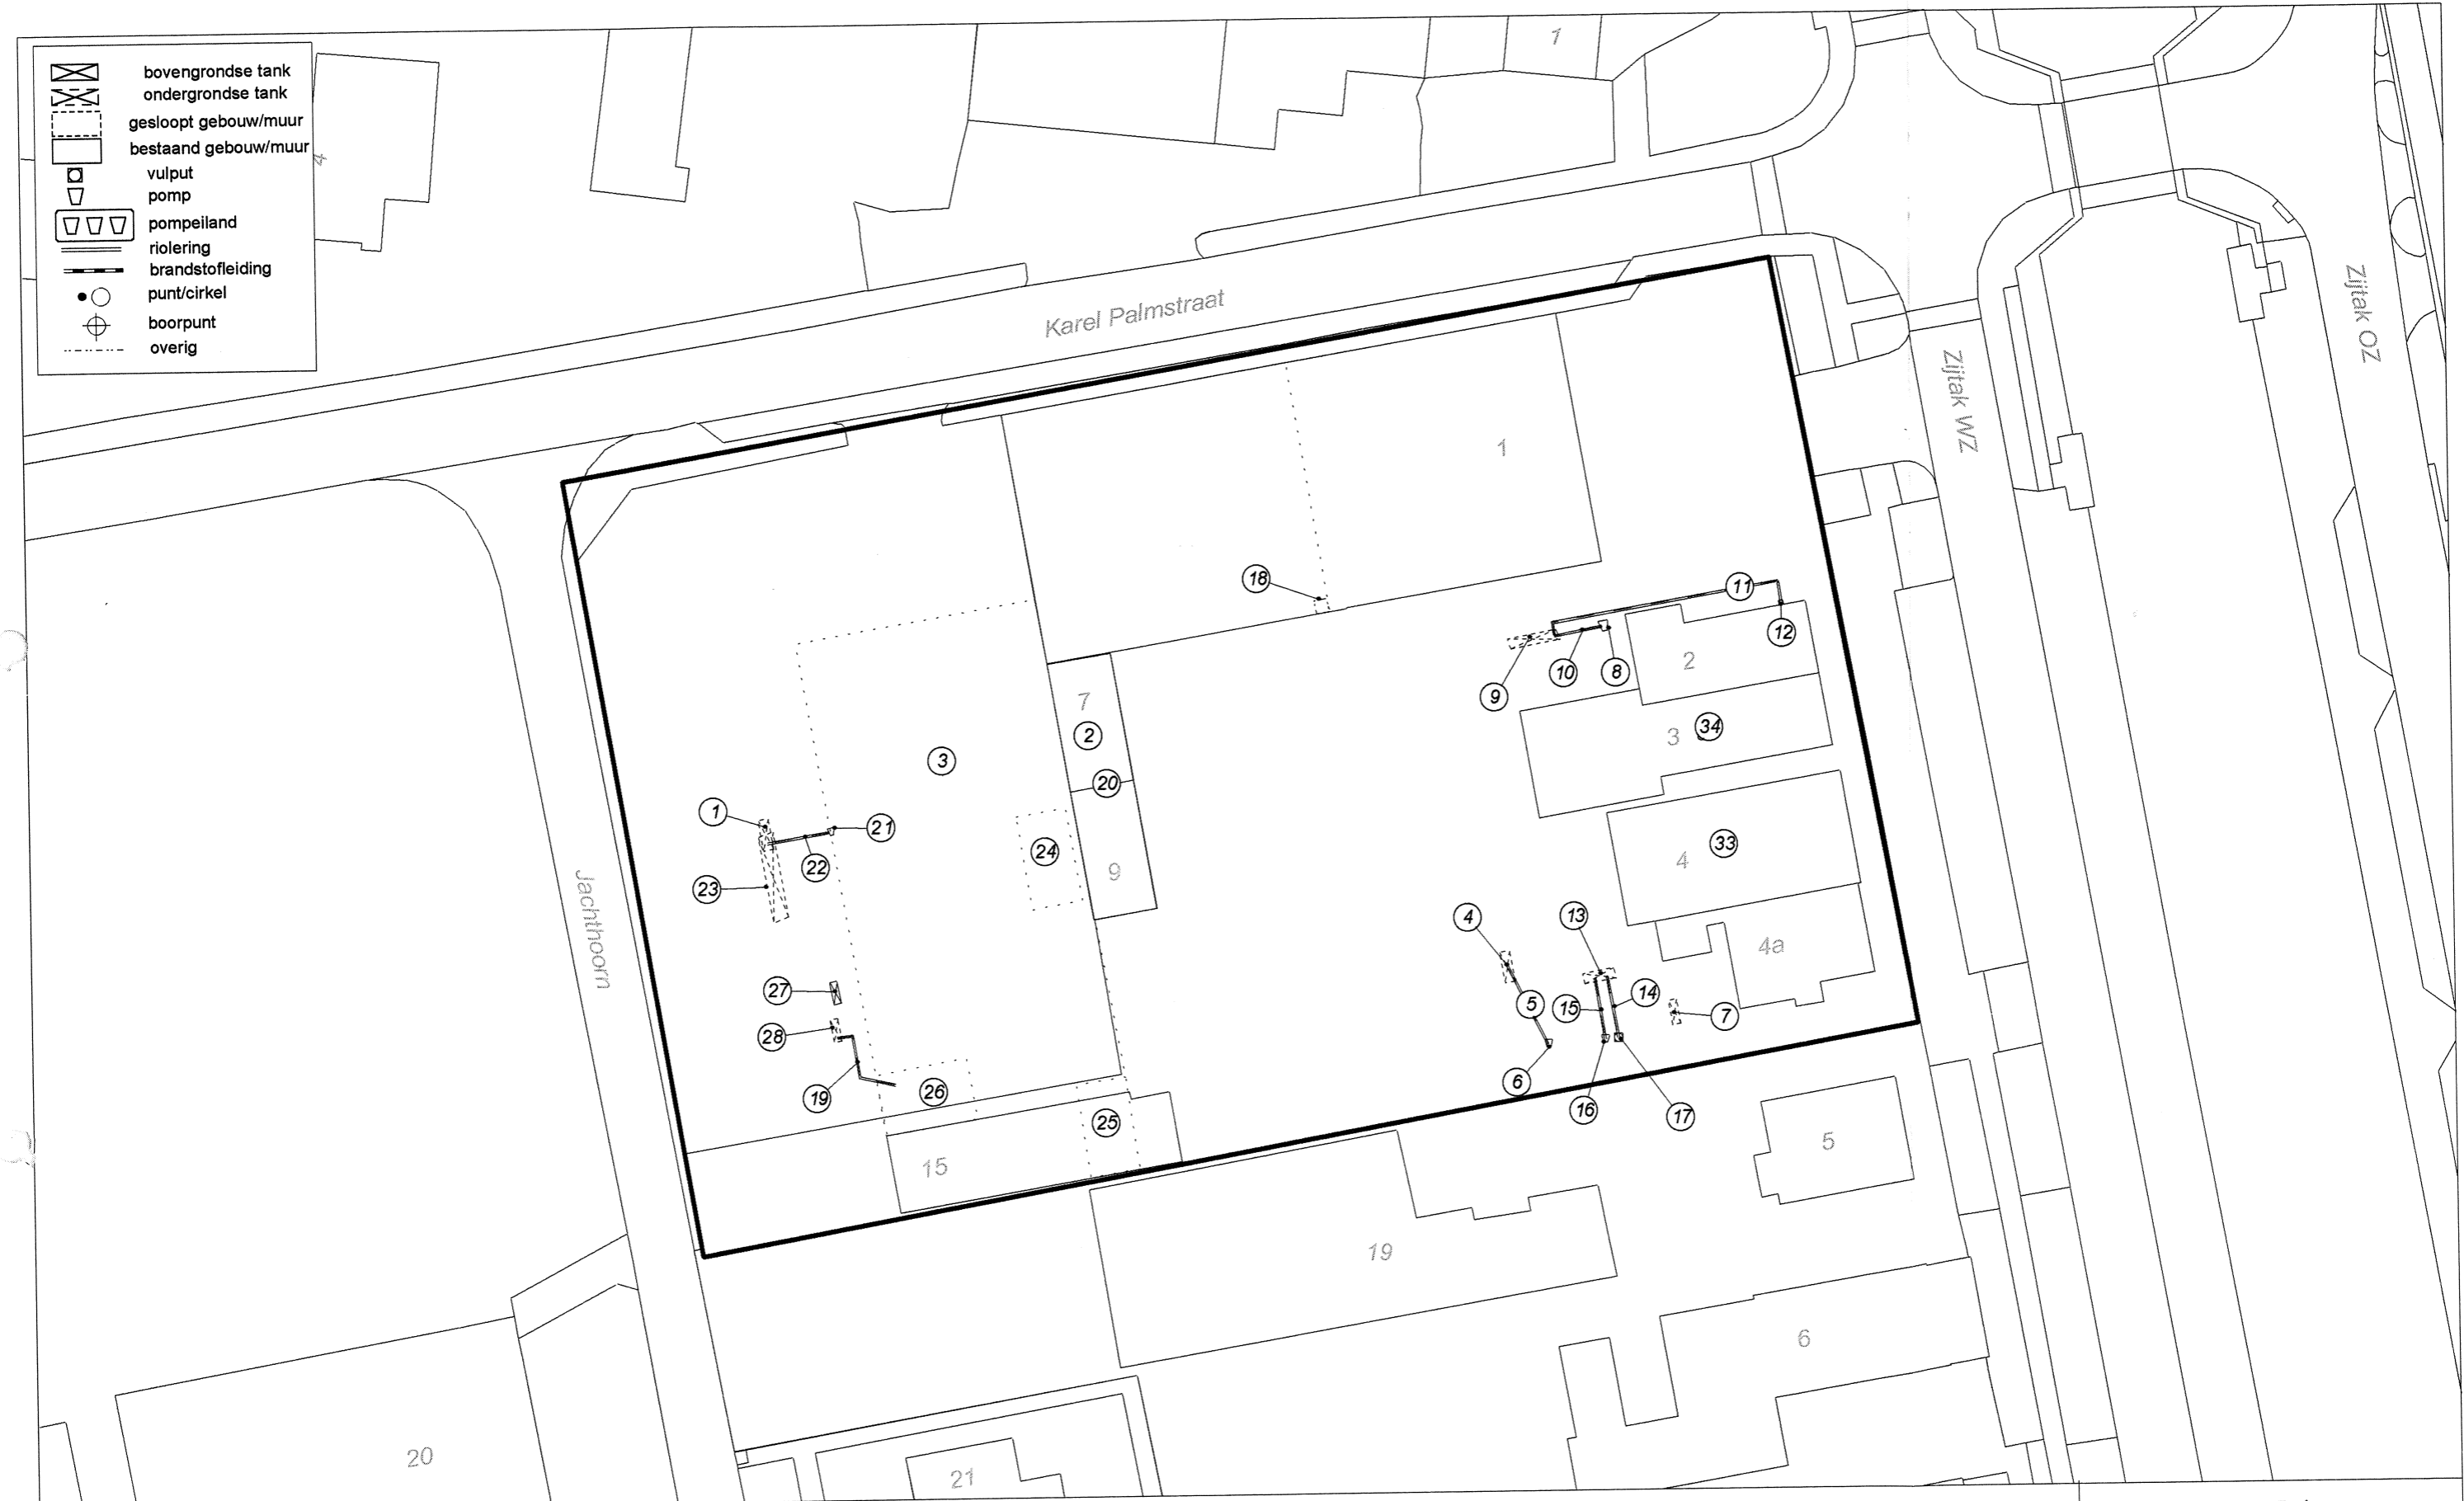 bovengrondse tank
ondergrondse tank
gesloopt gebouw/muur
bestaand gebouw/muur
vulput
pomp
pompeiland
riolering
brandstofleiding
punt/cirkel
boorpunt
overig
4
1
Karel Palmstraat
Zijtak OZ
Zijtak WZ
Jachthoorn
1
18
11
12
2
10
8
9
7
2
3
34
3
20
1
21
22
24
9
4
33
23
4
13
4a
27
5
15
14
7
28
19
26
6
16
17
25
15
5
19
6
20
21